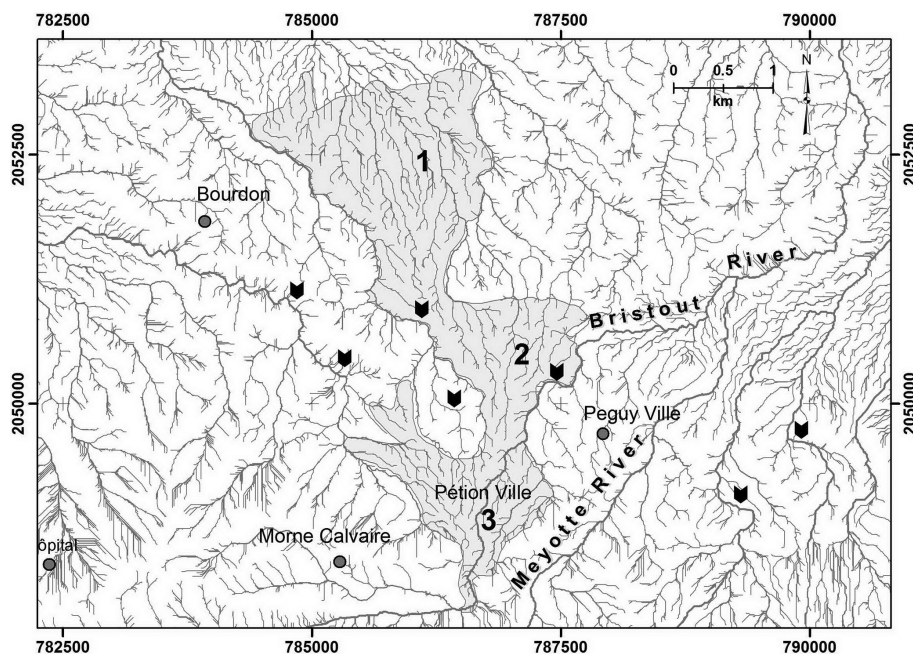 782500 785000 787500 790000
0 0.5 1
km
N
2052500 2052500
1
Bourdon
Bristout River
2
2050000 2050000
Peguy Ville
Pétion Ville
3
Meyotte River
Morne Calvaire
ôpital
782500 785000 787500 790000